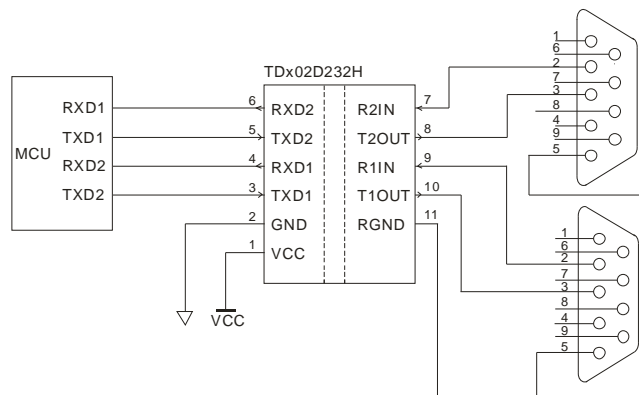 TDx02D232H
MCU
RXD1
TXD1
RXD2
TXD2
6
5
4
3
2
1
RXD2
TXD2
RXD1
TXD1
GND
VCC
R2IN
T2OUT
R1IN
T1OUT
RGND
7
8
9
10
11
VCC
1
6
2
7
3
8
4
9
5
1
6
2
7
3
8
4
9
5